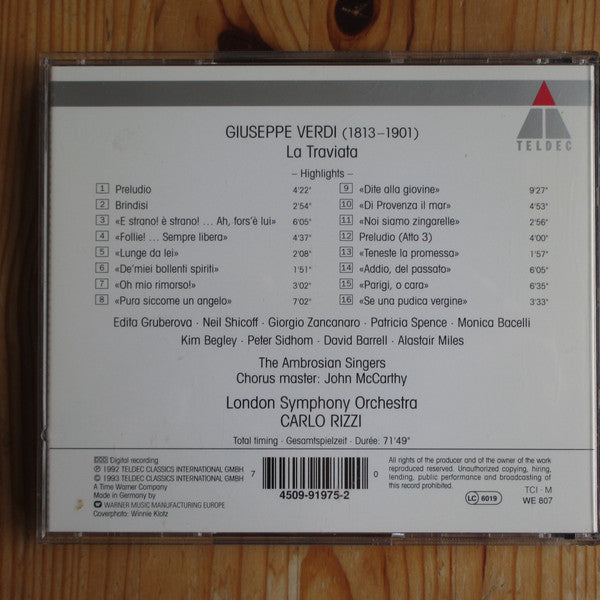 TELDEC
GIUSEPPE VERDI (1813–1901)
La Traviata
– Highlights –
1 Preludio 4'22"
2 Brindisi 2'54"
3 «E strano! è strano! ... Ah, fors'è lui» 6'05"
4 «Follie! ... Sempre libera» 4'37"
5 «Lunge da lei» 2'08"
6 «De'miei bollenti spiriti» 1'51"
7 «Oh mio rimorso!» 3'02"
8 «Pura siccome un angelo» 7'02"
9 «Dite alla giovine» 9'27"
10 «Di Provenza il mar» 4'53"
11 «Noi siamo zingarelle» 2'56"
12 Preludio (Atto 3) 4'00"
13 «Teneste la promessa» 1'57"
14 «Addio, del passato» 6'05"
15 «Parigi, o cara» 6'35"
16 «Se una pudica vergine» 3'33"
Edita Gruberova · Neil Shicoff · Giorgio Zancanaro · Patricia Spence · Monica Bacelli
Kim Begley · Peter Sidhom · David Barrell · Alastair Miles
The Ambrosian Singers
Chorus master: John McCarthy
London Symphony Orchestra
CARLO RIZZI
Total timing · Gesamtspielzeit · Durée: 71'49"
DDD Digital recording
℗ 1992 TELDEC CLASSICS INTERNATIONAL GMBH
© 1993 TELDEC CLASSICS INTERNATIONAL GMBH
A Time Warner Company
Made in Germany by
WARNER MUSIC MANUFACTURING EUROPE
Coverphoto: Winnie Klotz
7 0
4509-91975-2
All rights of the producer and of the owner of the work
reproduced reserved. Unauthorized copying, hiring,
lending, public performance and broadcasting of
this record prohibited.
LC 6019
TCI · M
WE 807